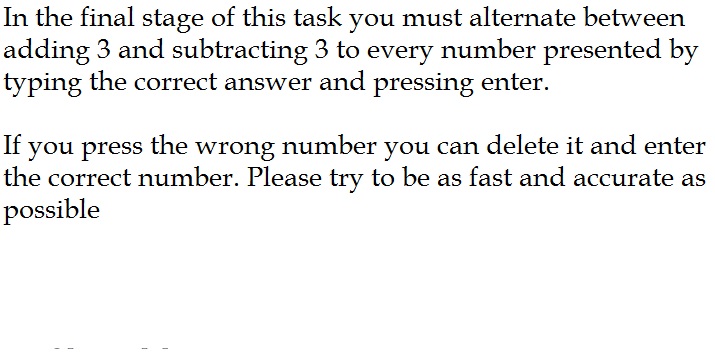 In the final stage of this task you must alternate between
adding 3 and subtracting 3 to every number presented by
typing the correct answer and pressing enter.
If you press the wrong number you can delete it and enter
the correct number. Please try to be as fast and accurate as
possible